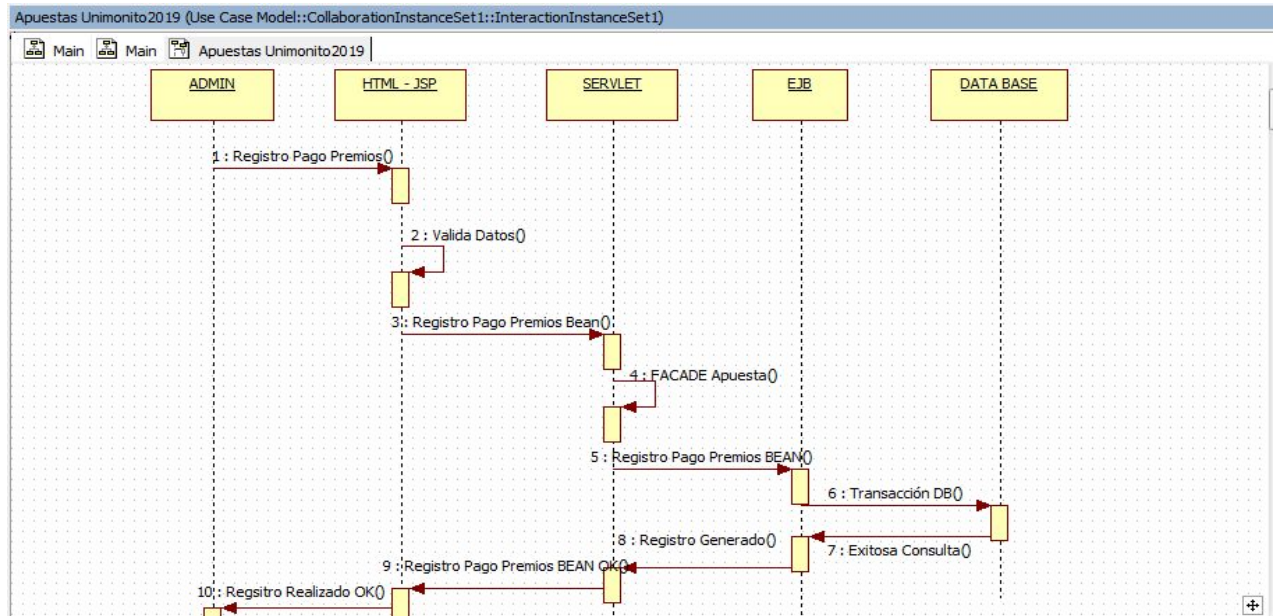 Apuestas Unimonito2019 (Use Case Model::CollaborationInstanceSet1::InteractionInstanceSet1)
Main Main Apuestas Unimonito2019
ADMIN HTML - JSP SERVLET EJB DATA BASE
1 : Registro Pago Premios()
2 : Valida Datos()
3 : Registro Pago Premios Bean()
4 : FACADE Apuesta()
5 : Registro Pago Premios BEAN()
6 : Transacción DB()
8 : Registro Generado()
7 : Exitosa Consulta()
9 : Registro Pago Premios BEAN OK()
10 : Regsitro Realizado OK()